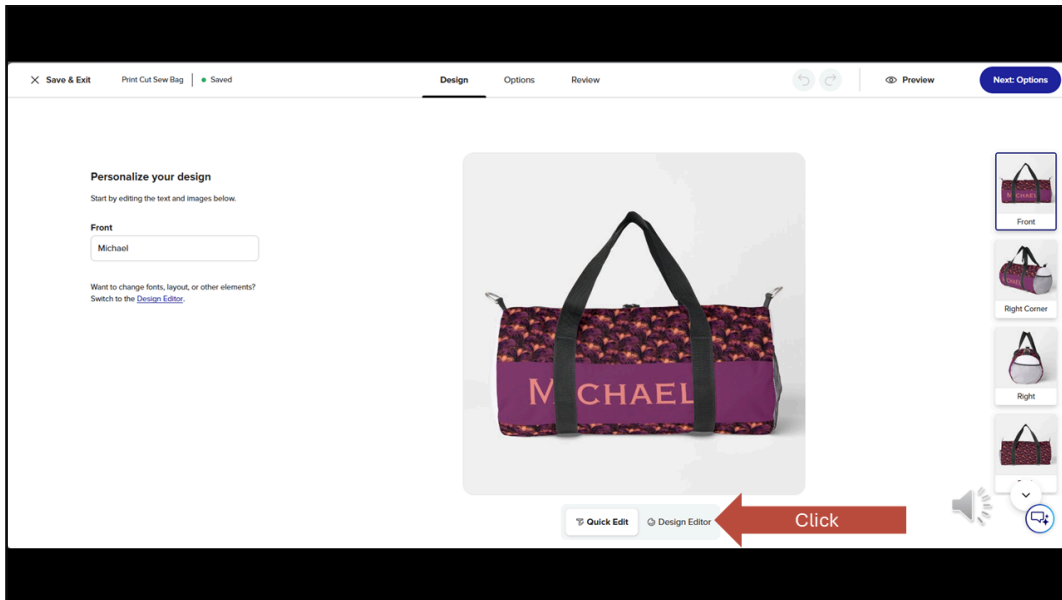 Save & Exit
Print Cut Sew Bag
Saved
Design
Options
Review
Preview
Next: Options
Personalize your design
Start by editing the text and images below.
Front
Michael
Want to change fonts, layout, or other elements?
Switch to the Design Editor.
M CHAEL
Quick Edit
Design Editor
Click
Front
Right Corner
Right